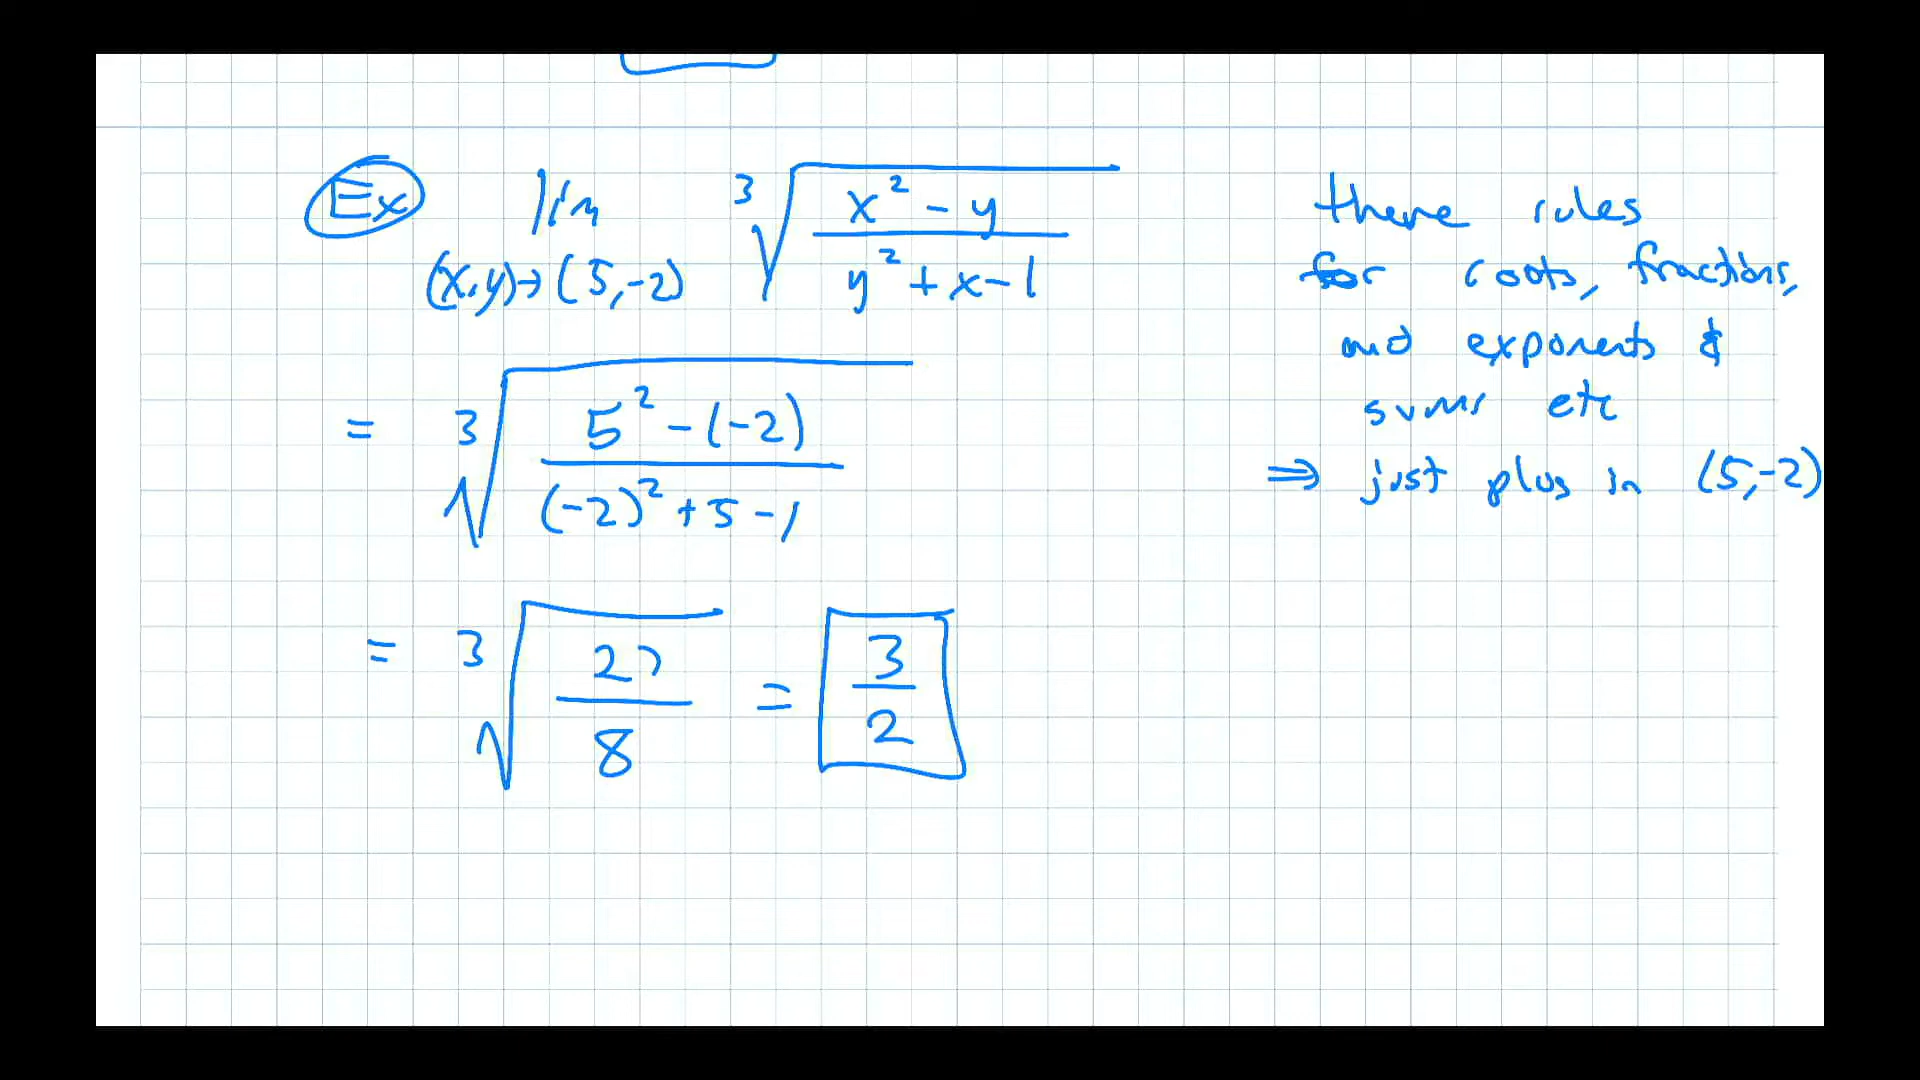 Ex lim ∛((x² - y)/(y² + x - 1))
(x,y)→(5,-2)
= ∛((5² - (-2))/((-2)² + 5 - 1))
= ∛(27/8) = 3/2
there rules
for roots, fractions,
and exponents &
sums etc
⇒ just plug in (5,-2)